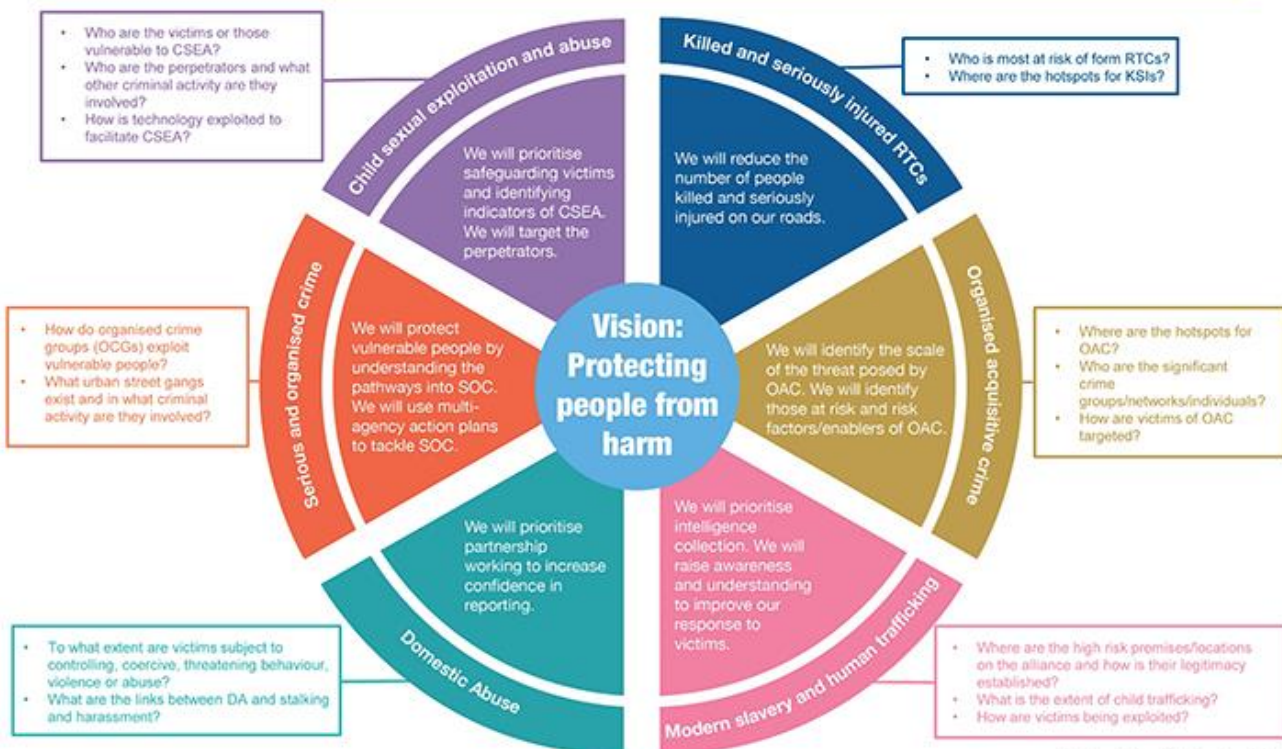 Vision:
Protecting
people from
harm
Child sexual exploitation and abuse
We will prioritise
safeguarding victims
and identifying
indicators of CSEA.
We will target the
perpetrators.
• Who are the victims or those
vulnerable to CSEA?
• Who are the perpetrators and what
other criminal activity are they
involved?
• How is technology exploited to
facilitate CSEA?
Killed and seriously injured RTCs
We will reduce the
number of people
killed and seriously
injured on our roads.
• Who is most at risk of form RTCs?
• Where are the hotspots for KSIs?
Organised acquisitive crime
We will identify the scale
of the threat posed by
OAC. We will identify
those at risk and risk
factors/enablers of OAC.
• Where are the hotspots for
OAC?
• Who are the significant
crime
groups/networks/individuals?
• How are victims of OAC
targeted?
Modern slavery and human trafficking
We will prioritise
intelligence
collection. We will
raise awareness
and understanding
to improve our
response to
victims.
• Where are the high risk premises/locations
on the alliance and how is their legitimacy
established?
• What is the extent of child trafficking?
• How are victims being exploited?
Domestic Abuse
We will prioritise
partnership
working to increase
confidence in
reporting.
• To what extent are victims subject to
controlling, coercive, threatening behaviour,
violence or abuse?
• What are the links between DA and stalking
and harassment?
Serious and organised crime
We will protect
vulnerable people by
understanding the
pathways into SOC.
We will use multi-
agency action plans
to tackle SOC.
• How do organised crime
groups (OCGs) exploit
vulnerable people?
• What urban street gangs
exist and in what criminal
activity are they involved?